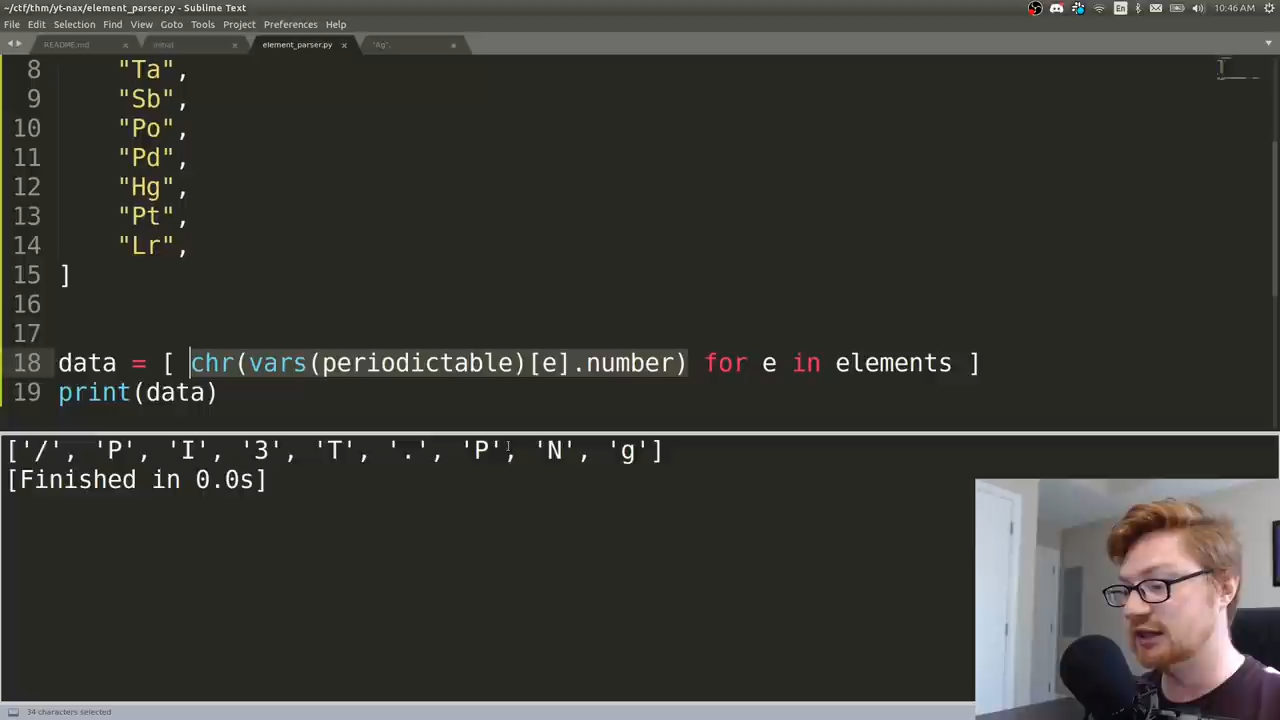 ~/ctf/thm/yt-nax/element_parser.py - Sublime Text
En
10:46 AM
File Edit Selection Find View Goto Tools Project Preferences Help
README.md
initial
element_parser.py
"Ag",
8 "Ta",
9 "Sb",
10 "Po",
11 "Pd",
12 "Hg",
13 "Pt",
14 "Lr",
15 ]
16
17
18 data = [ chr(vars(periodictable)[e].number) for e in elements ]
19 print(data)
['/', 'P', 'I', '3', 'T', '.', 'P', 'N', 'g']
[Finished in 0.0s]
34 characters selected